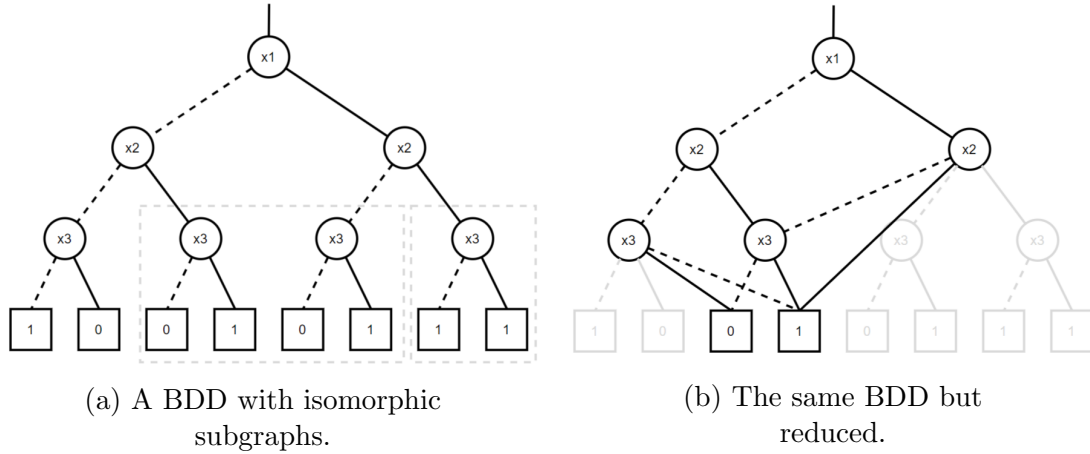 x1
x1
x2
x2
x2
x2
x3
x3
x3
x3
x3
x3
x3
x3
1
0
0
1
0
1
1
1
1
0
0
1
0
1
1
1
(a) A BDD with isomorphic
subgraphs.
(b) The same BDD but
reduced.